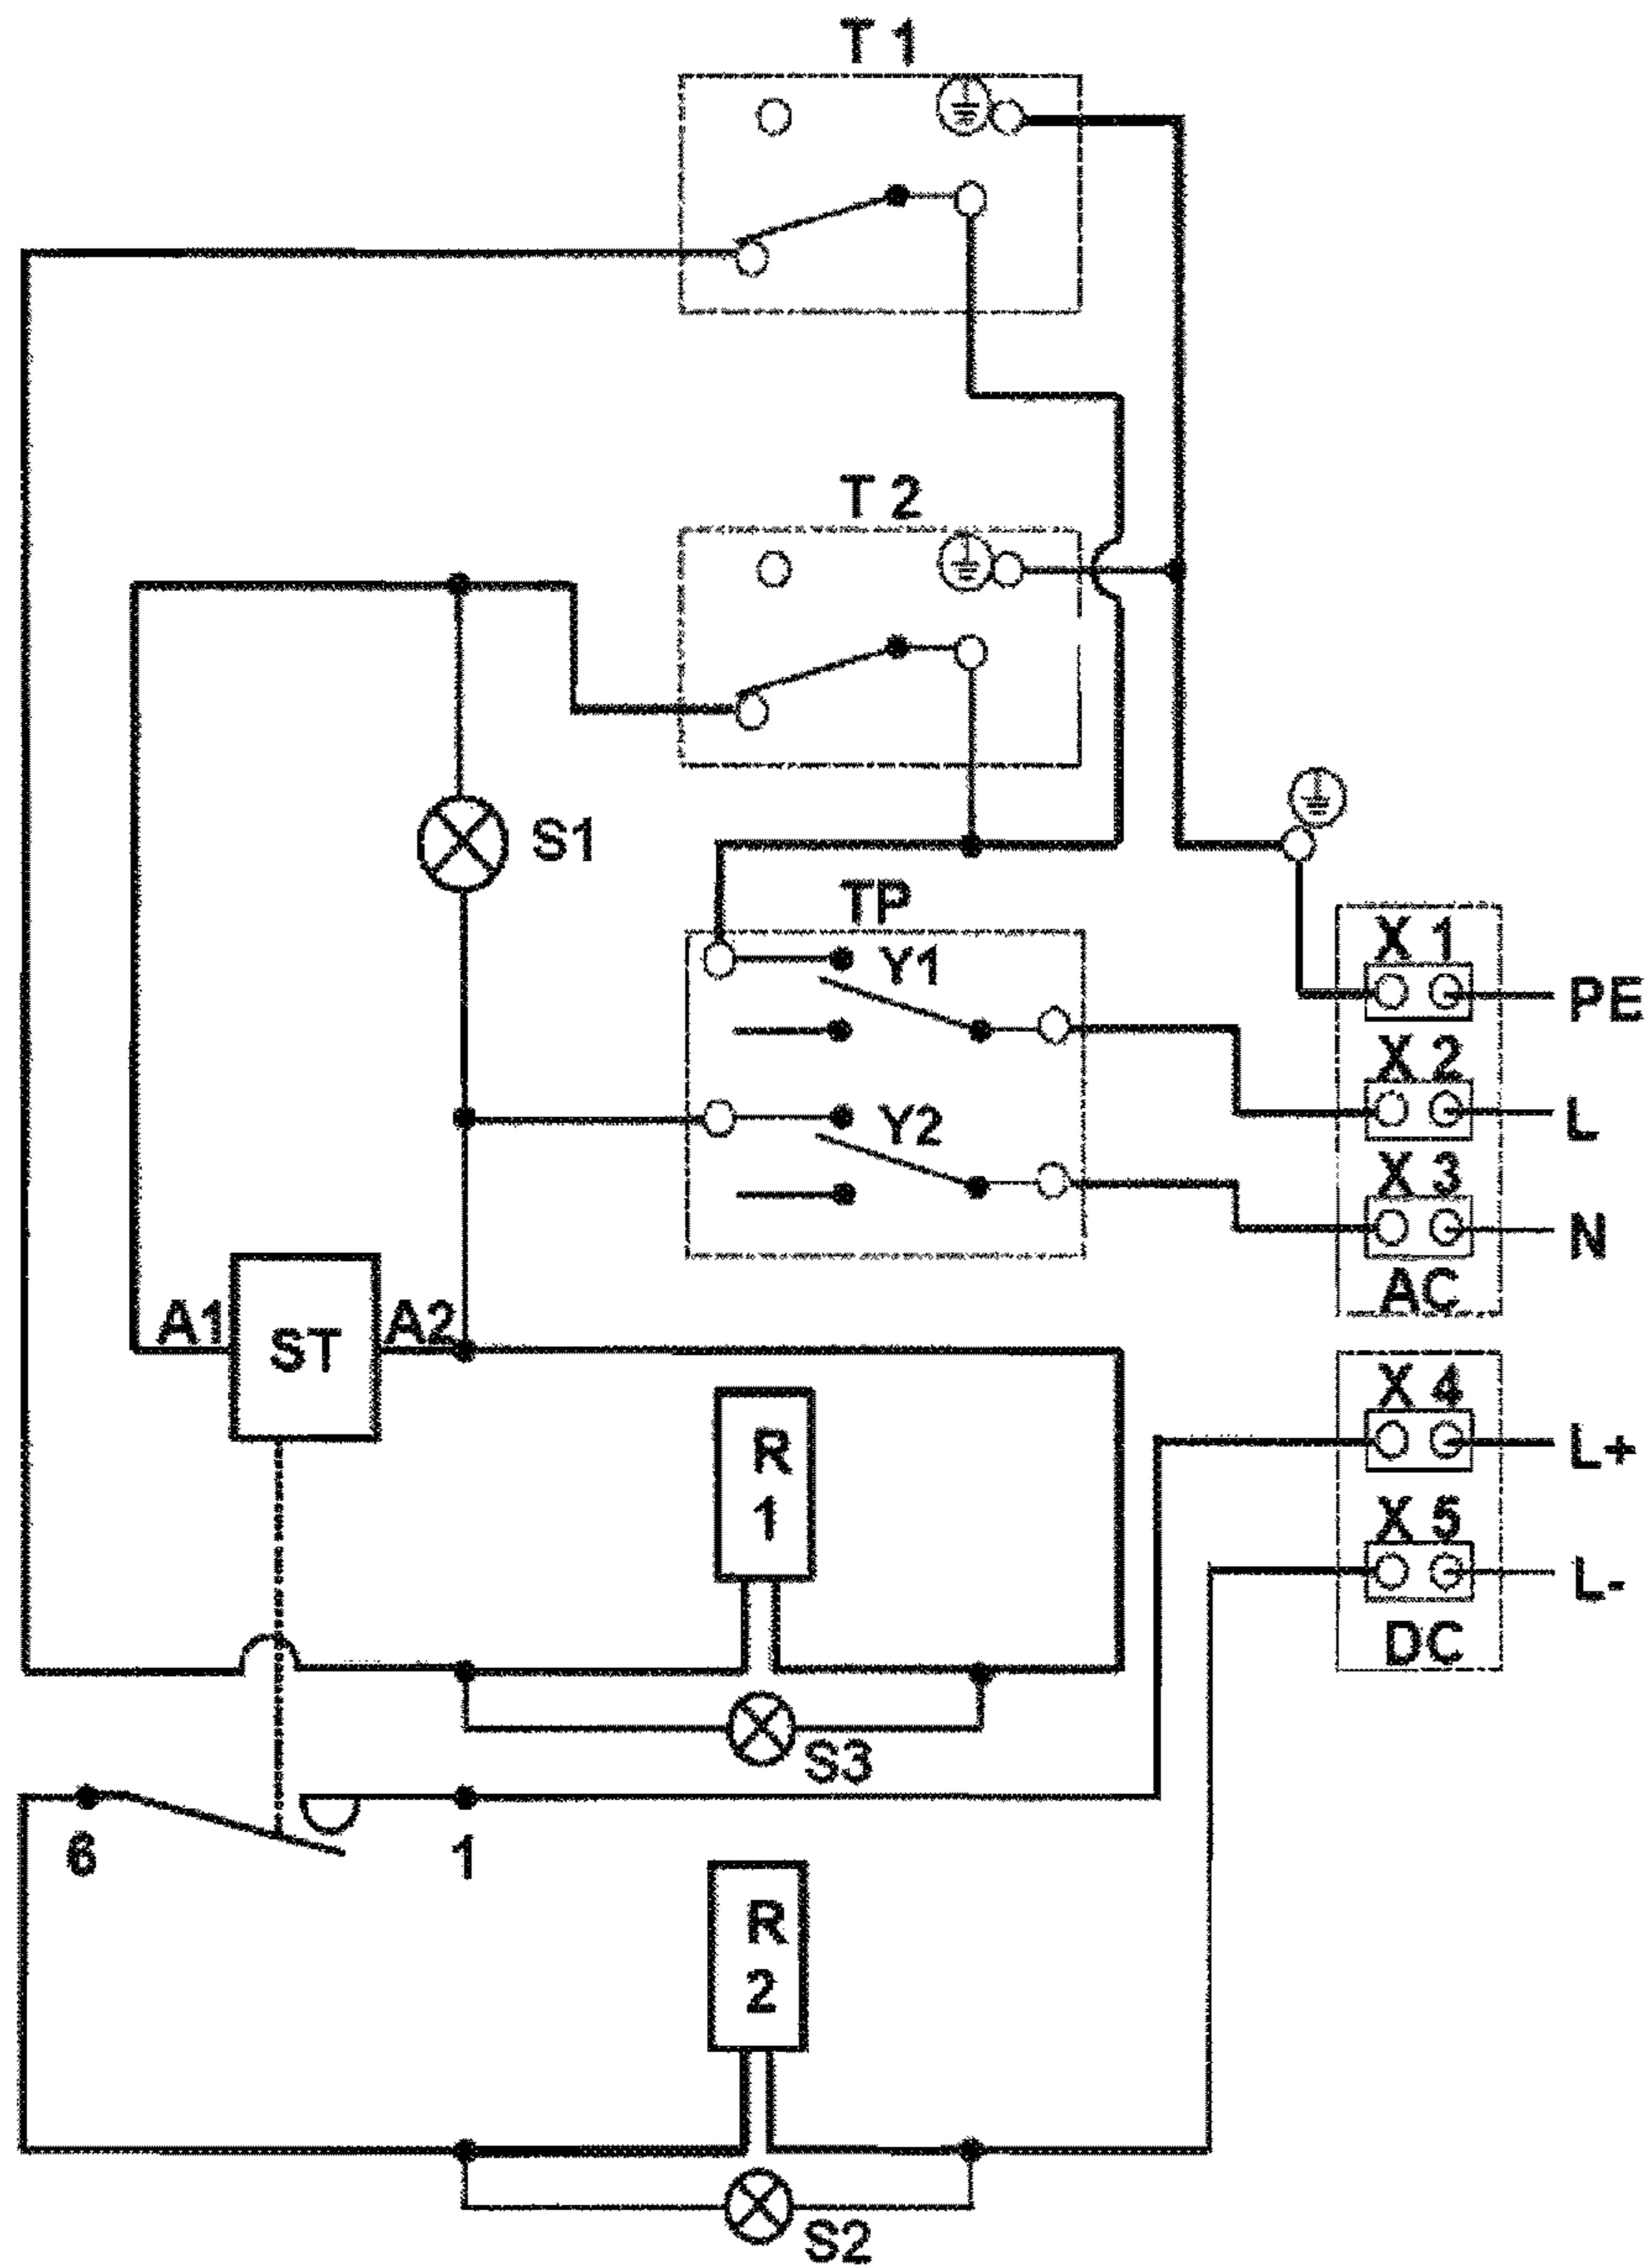 T 1
T 2
S1
TP
Y1
X 1
PE
X 2
L
Y2
X 3
N
AC
A1
ST
A2
X 4
L+
R
1
X 5
L-
DC
S3
6
1
R
2
S2